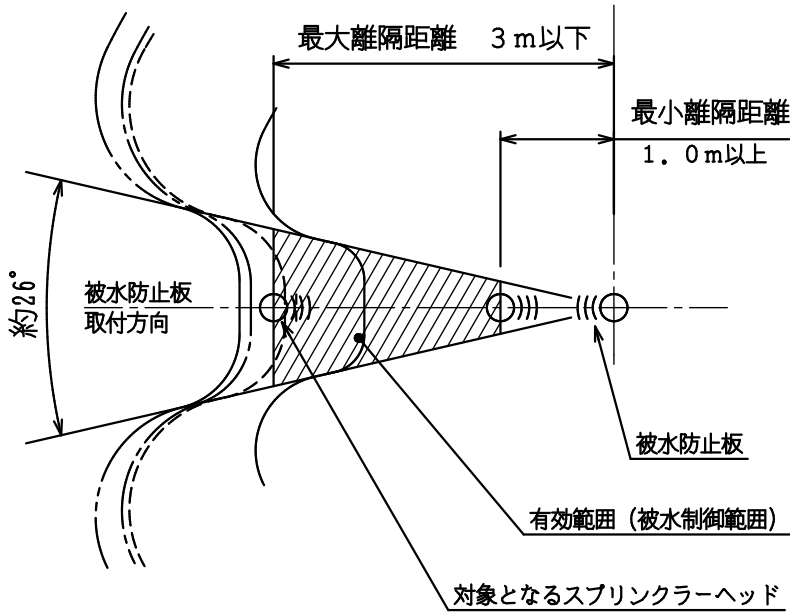 最大離隔距離　３ｍ以下
最小離隔距離
１．０ｍ以上
約26°
被水防止板
取付方向
被水防止板
有効範囲（被水制御範囲）
対象となるスプリンクラーヘッド